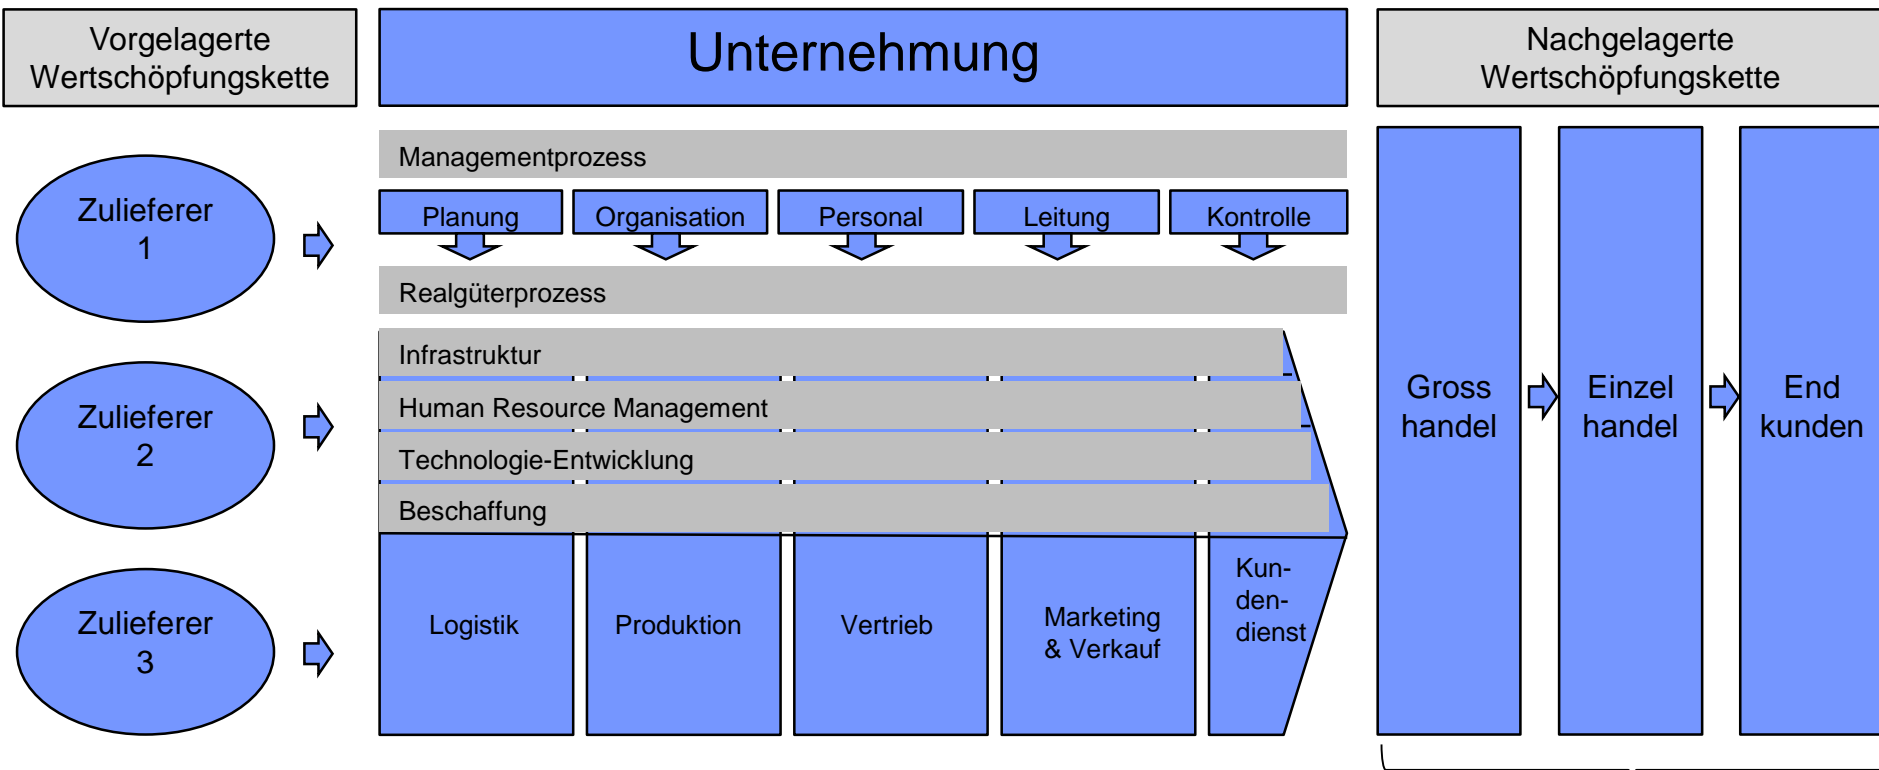 Vorgelagerte
Wertschöpfungskette
Unternehmung
Nachgelagerte
Wertschöpfungskette
Zulieferer
1
Zulieferer
2
Zulieferer
3
Managementprozess
Planung
Organisation
Personal
Leitung
Kontrolle
Realgüterprozess
Infrastruktur
Human Resource Management
Technologie-Entwicklung
Beschaffung
Logistik
Produktion
Vertrieb
Marketing
& Verkauf
Kun-
den-
dienst
Gross
handel
Einzel
handel
End
kunden